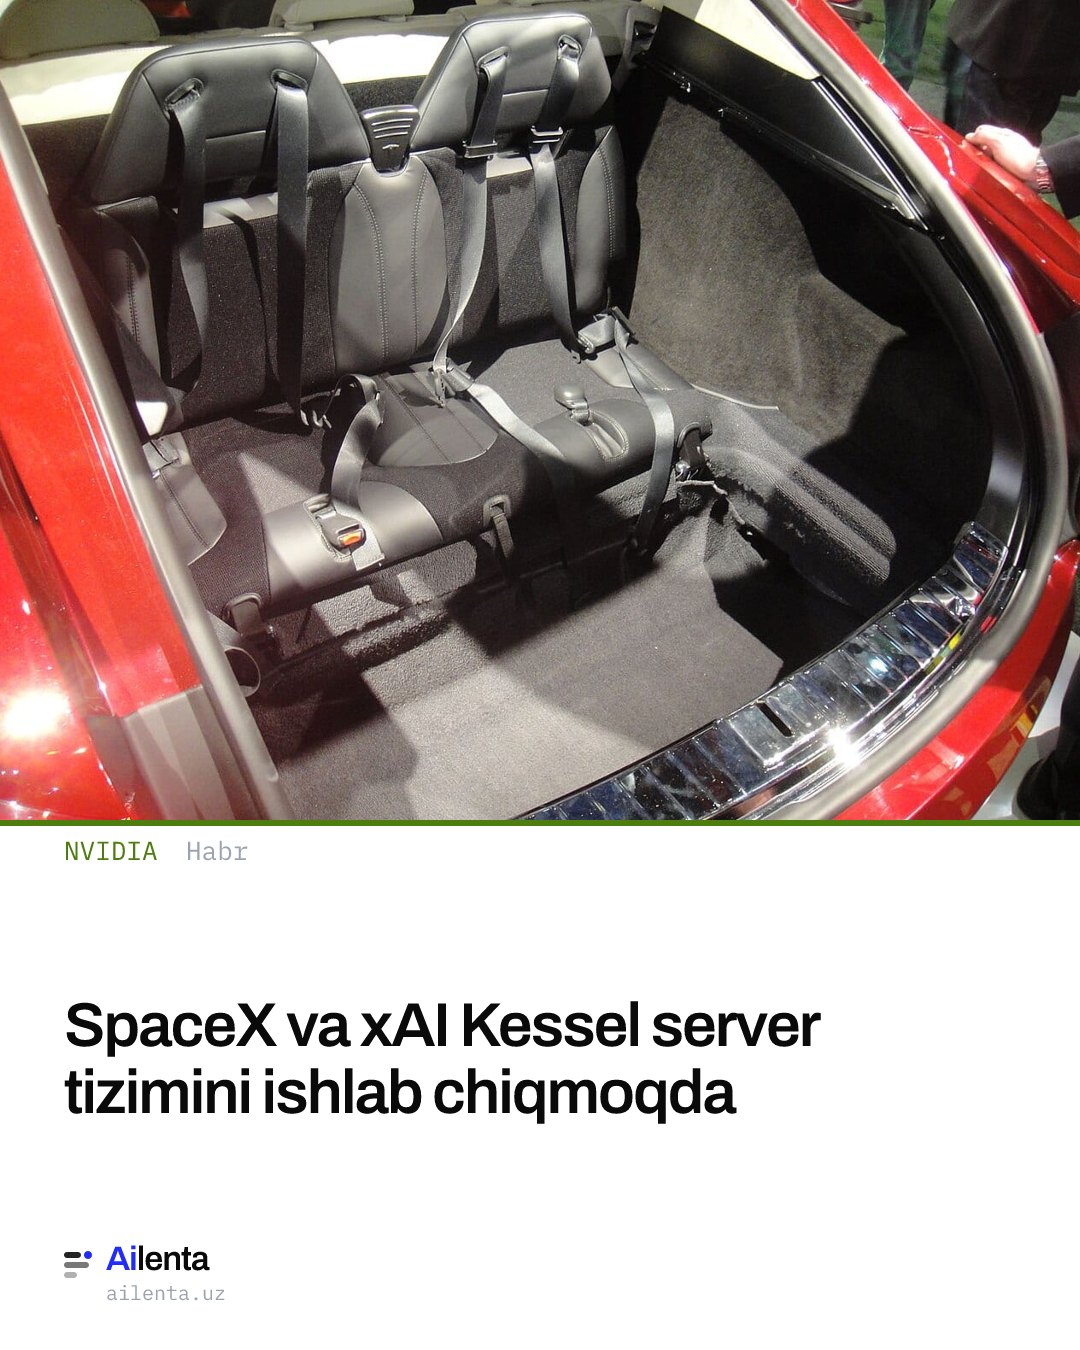 NVIDIA Habr
SpaceX va xAI Kessel server
tizimini ishlab chiqmoqda
Ailenta
ailenta.uz